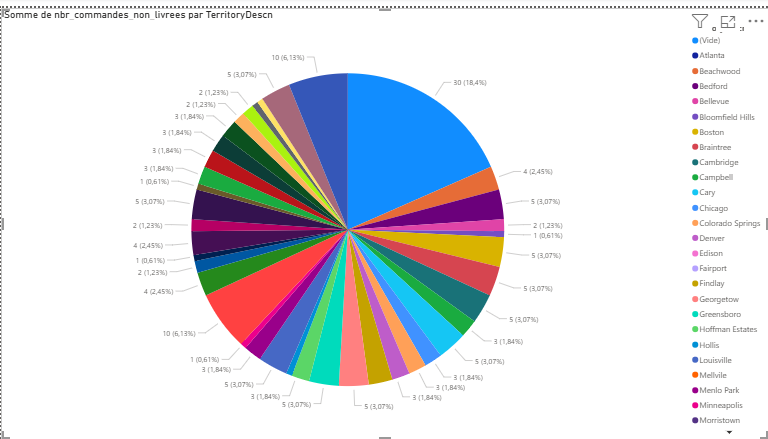 Somme de nbr_commandes_non_livrees par TerritoryDescn
10 (6,13%)
5 (3,07%)
2 (1,23%)
2 (1,23%)
3 (1,84%)
3 (1,84%)
3 (1,84%)
3 (1,84%)
1 (0,61%)
5 (3,07%)
2 (1,23%)
4 (2,45%)
1 (0,61%)
2 (1,23%)
4 (2,45%)
10 (6,13%)
1 (0,61%)
3 (1,84%)
5 (3,07%)
3 (1,84%)
5 (3,07%)
5 (3,07%)
3 (1,84%)
3 (1,84%)
3 (1,84%)
5 (3,07%)
3 (1,84%)
5 (3,07%)
5 (3,07%)
5 (3,07%)
1 (0,61%)
2 (1,23%)
5 (3,07%)
4 (2,45%)
30 (18,4%)
(Vide)
Atlanta
Beachwood
Bedford
Bellevue
Bloomfield Hills
Boston
Braintree
Cambridge
Campbell
Cary
Chicago
Colorado Springs
Denver
Edison
Fairport
Findlay
Georgetow
Greensboro
Hoffman Estates
Hollis
Louisville
Mellvile
Menlo Park
Minneapolis
Morristown